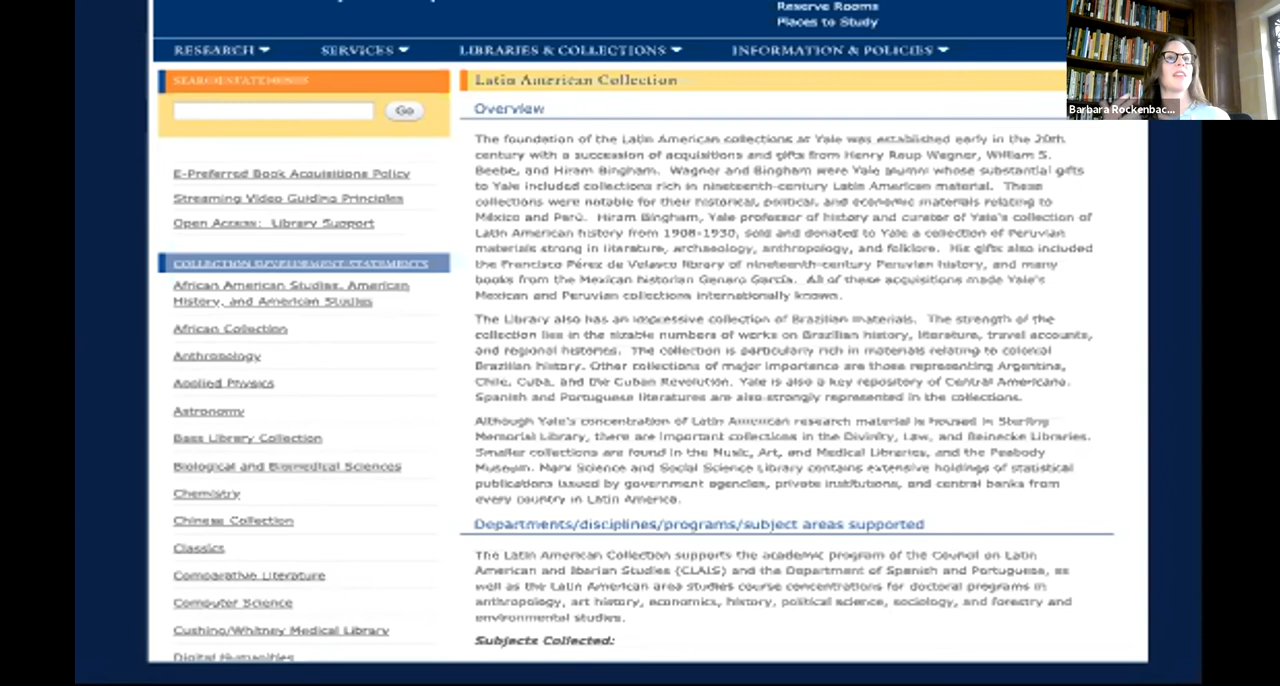 Reserve Rooms
Places to Study
RESEARCH
SERVICES
LIBRARIES & COLLECTIONS
INFORMATION & POLICIES
SEARCH STATEMENTS
Go
E-Preferred Book Acquisitions Policy
Streaming Video Guiding Principles
Open Access: Library Support
COLLECTION DEVELOPMENT STATEMENTS
African American Studies, American
History, and American Studies
African Collection
Anthropology
Applied Physics
Astronomy
Bass Library Collection
Biological and Biomedical Sciences
Chemistry
Chinese Collection
Classics
Comparative Literature
Computer Science
Cushing/Whitney Medical Library
Digital Humanities
Latin American Collection
Overview
The foundation of the Latin American collections at Yale was established early in the 20th
century with a succession of acquisitions and gifts from Henry Raup Wagner, William S.
Beebe, and Hiram Bingham. Wagner and Bingham were Yale alumni whose substantial gifts
to Yale included collections rich in nineteenth-century Latin American material. These
collections were notable for their historical, political, and economic materials relating to
México and Perú. Hiram Bingham, Yale professor of history and curator of Yale's collection of
Latin American history from 1908-1930, sold and donated to Yale a collection of Peruvian
materials strong in literature, archaeology, anthropology, and folklore. His gifts also included
the Francisco Pérez de Velasco library of nineteenth-century Peruvian history, and many
books from the Mexican historian Genaro García. All of these acquisitions made Yale's
Mexican and Peruvian collections internationally known.
The Library also has an impressive collection of Brazilian materials. The strength of the
collection lies in the sizable numbers of works on Brazilian history, literature, travel accounts,
and regional histories. The collection is particularly rich in materials relating to colonial
Brazilian history. Other collections of major importance are those representing Argentina,
Chile, Cuba, and the Cuban Revolution. Yale is also a key repository of Central Americana.
Spanish and Portuguese literatures are also strongly represented in the collections.
Although Yale's concentration of Latin American research material is housed in Sterling
Memorial Library, there are important collections in the Divinity, Law, and Beinecke Libraries.
Smaller collections are found in the Music, Art, and Medical Libraries, and the Peabody
Museum. Marx Science and Social Science Library contains extensive holdings of statistical
publications issued by government agencies, private institutions, and central banks from
every country in Latin America.
Departments/disciplines/programs/subject areas supported
The Latin American Collection supports the academic program of the Council on Latin
American and Iberian Studies (CLAIS) and the Department of Spanish and Portuguese, as
well as the Latin American area studies course concentrations for doctoral programs in
anthropology, art history, economics, history, political science, sociology, and forestry and
environmental studies.
Subjects Collected:
Barbara Rockenbac...